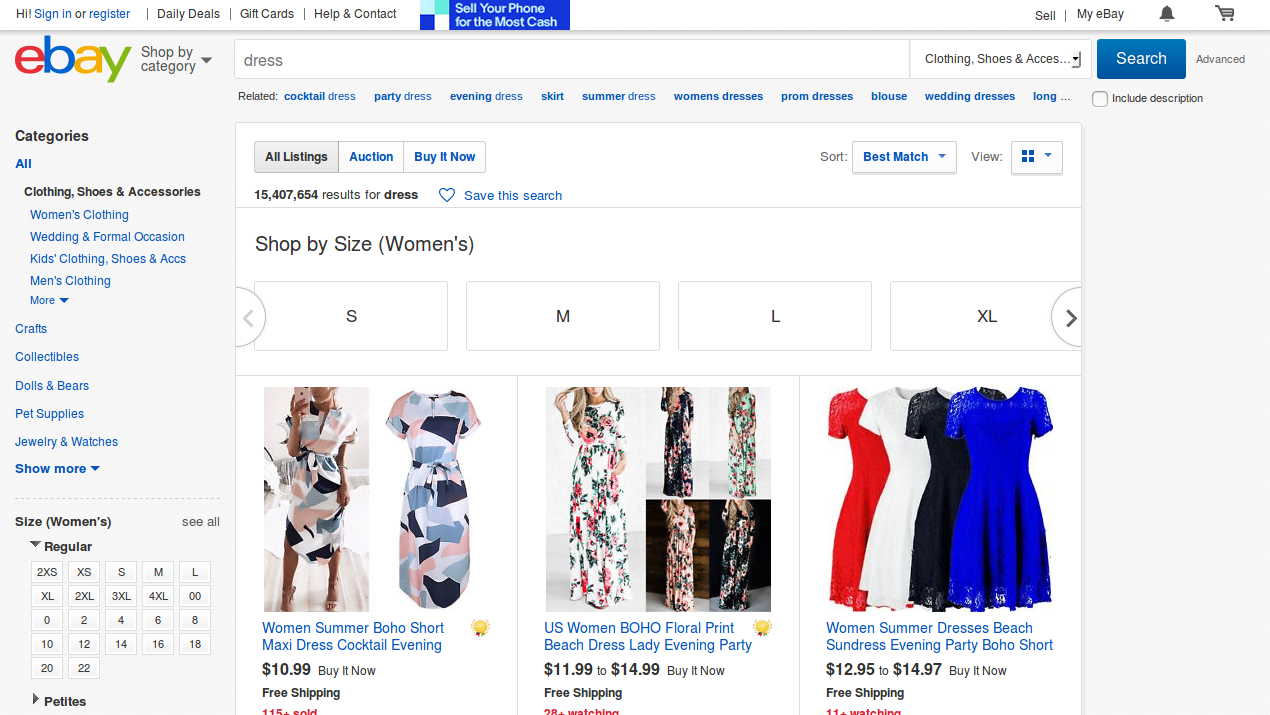 Hi! Sign in or register | Daily Deals | Gift Cards | Help & Contact
Sell Your Phone
for the Most Cash
Sell | My eBay
ebay
Shop by
category
dress
Clothing, Shoes & Acces...
Search
Advanced
Related: cocktail dress party dress evening dress skirt summer dress womens dresses prom dresses blouse wedding dresses long ...
Include description
Categories
All
Clothing, Shoes & Accessories
Women's Clothing
Wedding & Formal Occasion
Kids' Clothing, Shoes & Accs
Men's Clothing
More
Crafts
Collectibles
Dolls & Bears
Pet Supplies
Jewelry & Watches
Show more
Size (Women's) see all
Regular
2XS XS S M L
XL 2XL 3XL 4XL 00
0 2 4 6 8
10 12 14 16 18
20 22
Petites
All Listings Auction Buy It Now
Sort: Best Match View:
15,407,654 results for dress Save this search
Shop by Size (Women's)
S M L XL
Women Summer Boho Short
Maxi Dress Cocktail Evening
$10.99 Buy It Now
Free Shipping
115+ sold
US Women BOHO Floral Print
Beach Dress Lady Evening Party
$11.99 to $14.99 Buy It Now
Free Shipping
28+ watching
Women Summer Dresses Beach
Sundress Evening Party Boho Short
$12.95 to $14.97 Buy It Now
Free Shipping
11+ watching